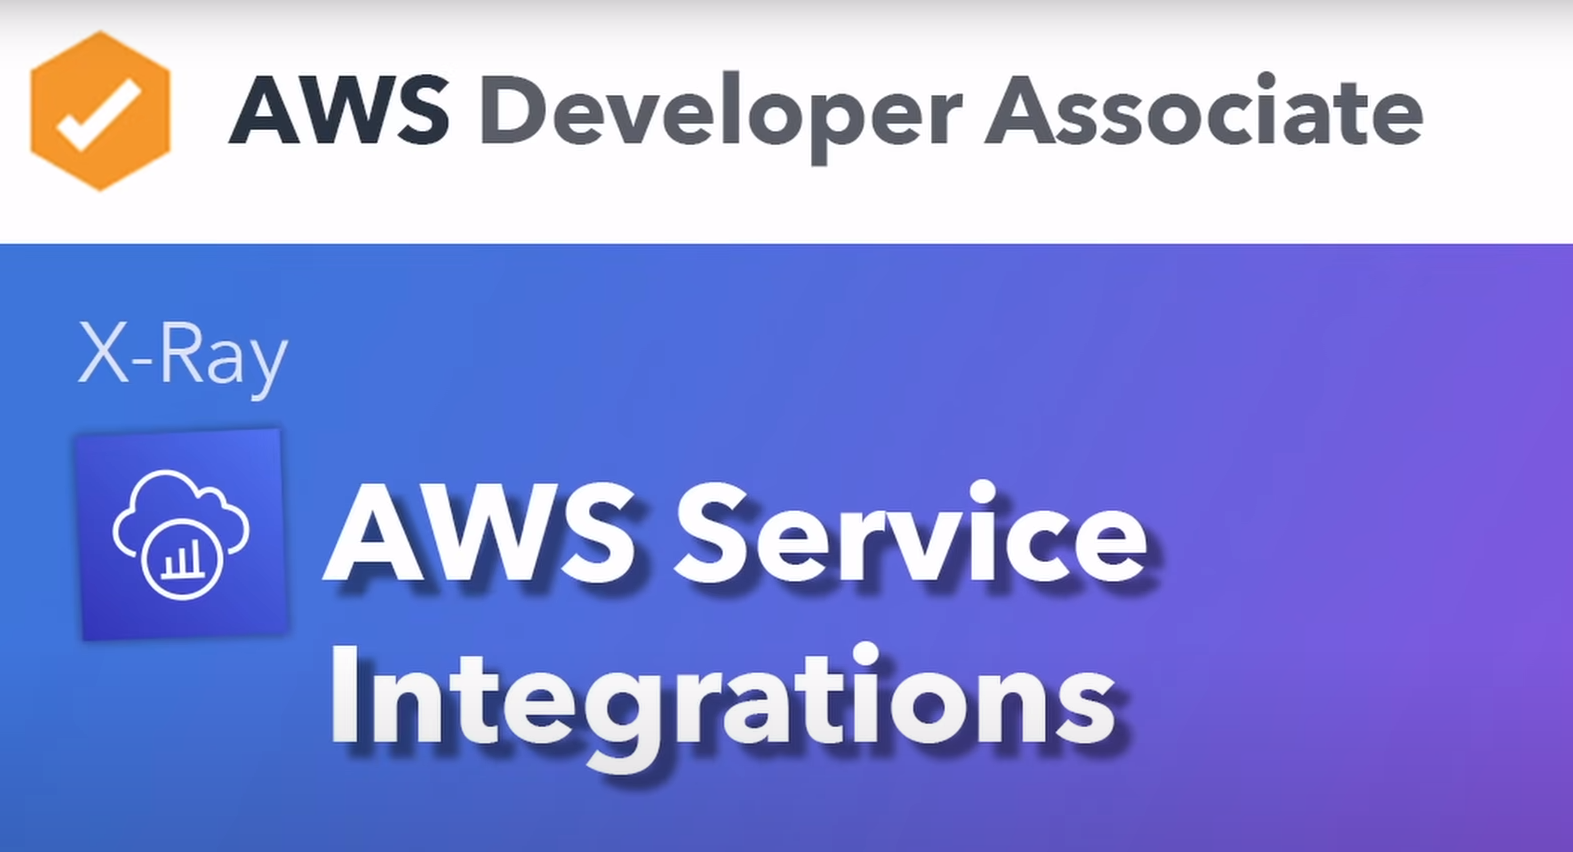 AWS Developer Associate
X-Ray
AWS Service
Integrations